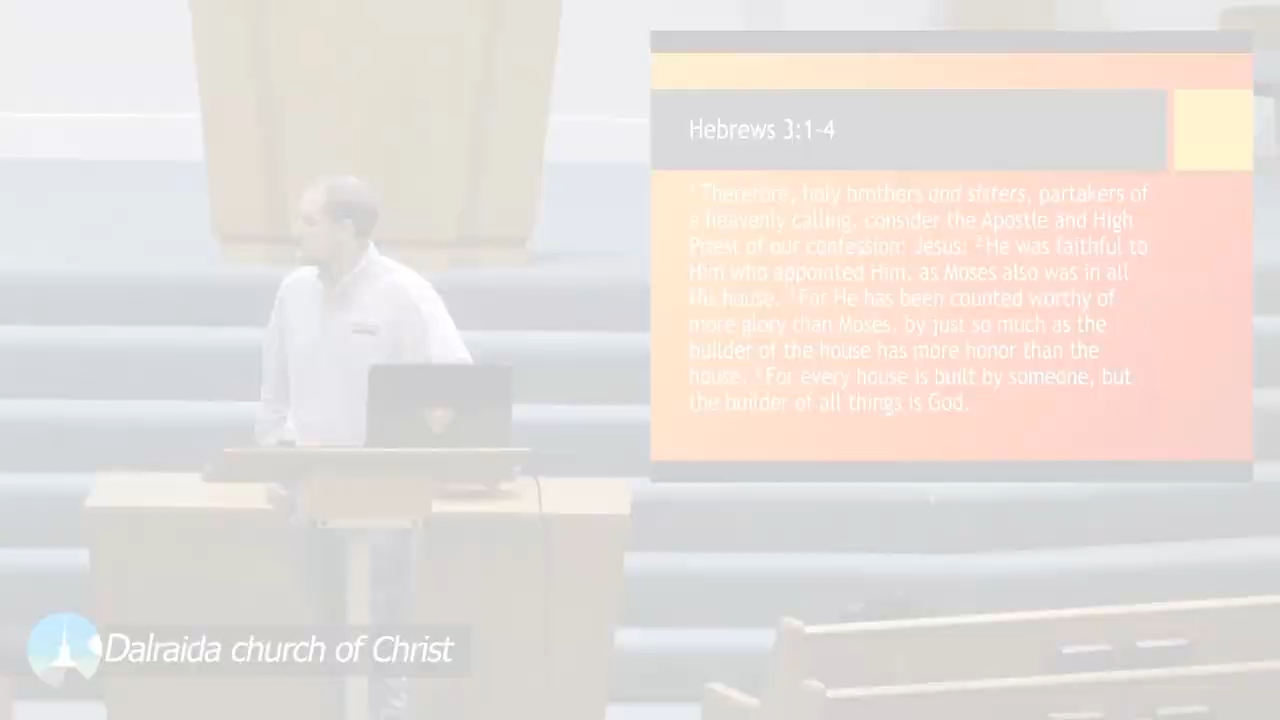 Hebrews 3:1-4
¹ Therefore, holy brothers and sisters, partakers of
a heavenly calling, consider the Apostle and High
Priest of our confession: Jesus; ² He was faithful to
Him who appointed Him, as Moses also was in all
His house. ³ For He has been counted worthy of
more glory than Moses, by just so much as the
builder of the house has more honor than the
house. ⁴ For every house is built by someone, but
the builder of all things is God.
Dalraida church of Christ